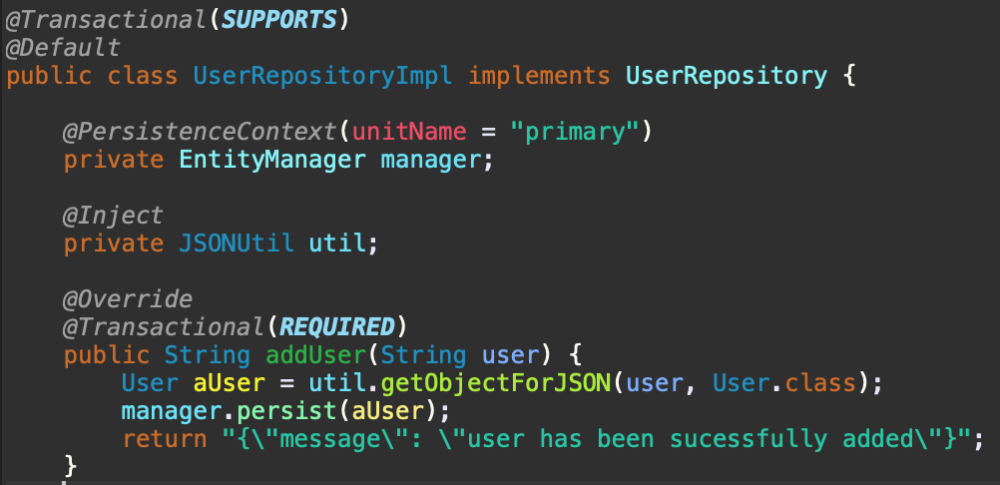 @Transactional(SUPPORTS)
@Default
public class UserRepositoryImpl implements UserRepository {
@PersistenceContext(unitName = "primary")
private EntityManager manager;
@Inject
private JSONUtil util;
@Override
@Transactional(REQUIRED)
public String addUser(String user) {
User aUser = util.getObjectForJSON(user, User.class);
manager.persist(aUser);
return "{\"message\": \"user has been sucessfully added\"}";
}